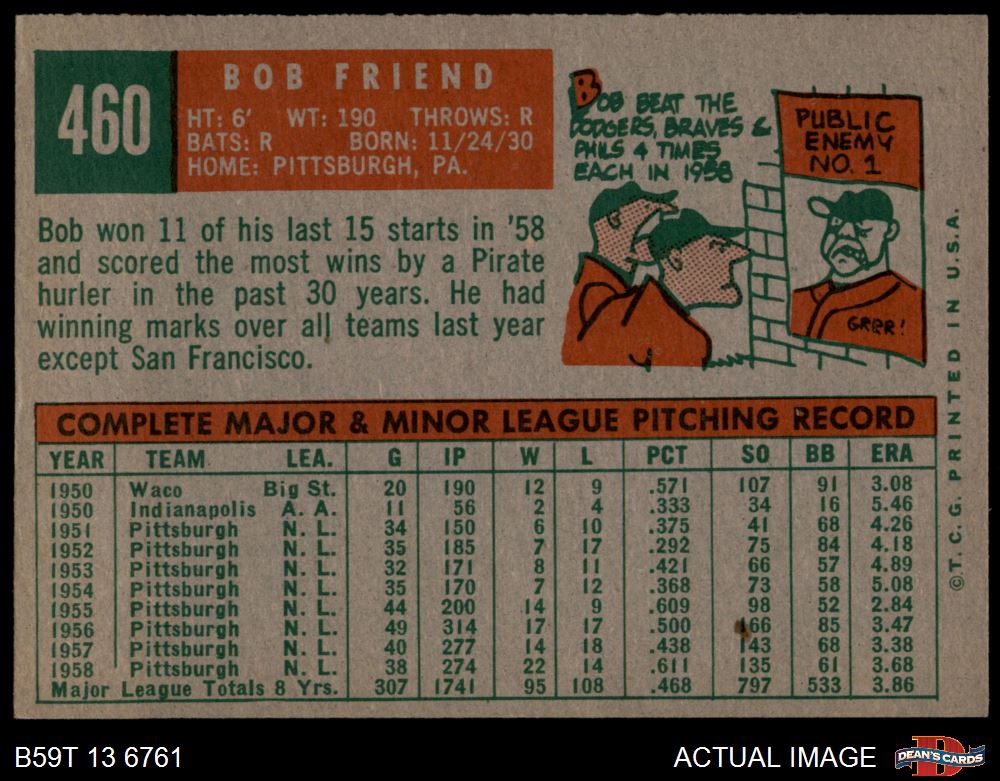 460
BOB FRIEND
HT: 6' WT: 190 THROWS: R
BATS: R BORN: 11/24/30
HOME: PITTSBURGH, PA.
BOB BEAT THE
DODGERS, BRAVES &
PHILS 4 TIMES
EACH IN 1958
PUBLIC
ENEMY
NO. 1
GRRR!
Bob won 11 of his last 15 starts in '58
and scored the most wins by a Pirate
hurler in the past 30 years. He had
winning marks over all teams last year
except San Francisco.
COMPLETE MAJOR & MINOR LEAGUE PITCHING RECORD
YEAR TEAM LEA. G IP W L PCT SO BB ERA
1950 Waco Big St. 20 190 12 9 .571 107 91 3.08
1950 Indianapolis A. A. 11 56 2 4 .333 34 16 5.46
1951 Pittsburgh N. L. 34 150 6 10 .375 41 68 4.26
1952 Pittsburgh N. L. 35 185 7 17 .292 75 84 4.18
1953 Pittsburgh N. L. 32 171 8 11 .421 66 57 4.89
1954 Pittsburgh N. L. 35 170 7 12 .368 73 58 5.08
1955 Pittsburgh N. L. 44 200 14 9 .609 98 52 2.84
1956 Pittsburgh N. L. 49 314 17 17 .500 166 85 3.47
1957 Pittsburgh N. L. 40 277 14 18 .438 143 68 3.38
1958 Pittsburgh N. L. 38 274 22 14 .611 135 61 3.68
Major League Totals 8 Yrs. 307 1741 95 108 .468 797 533 3.86
©T. C. G. PRINTED IN U.S.A.
B59T 13 6761
ACTUAL IMAGE
D
DEAN'S CARDS